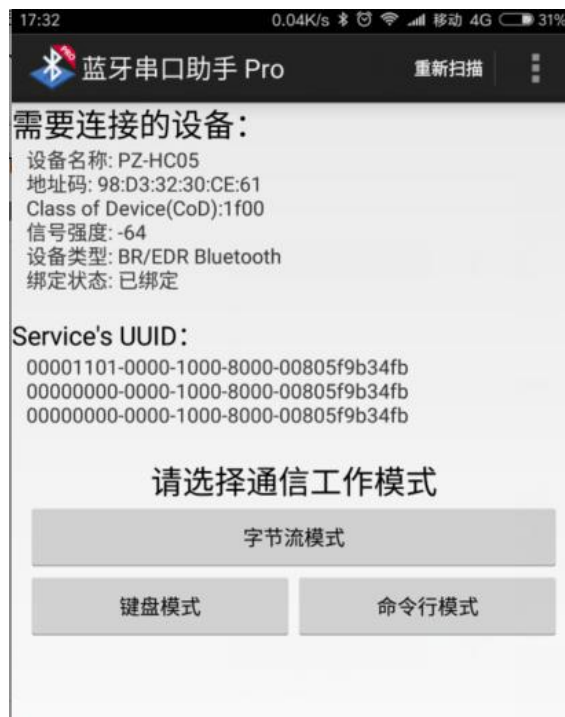 17:32 0.04K/s 移动 4G 31%
蓝牙串口助手 Pro 重新扫描
需要连接的设备：
设备名称: PZ-HC05
地址码: 98:D3:32:30:CE:61
Class of Device(CoD):1f00
信号强度: -64
设备类型: BR/EDR Bluetooth
绑定状态: 已绑定
Service's UUID：
00001101-0000-1000-8000-00805f9b34fb
00000000-0000-1000-8000-00805f9b34fb
00000000-0000-1000-8000-00805f9b34fb
请选择通信工作模式
字节流模式
键盘模式 命令行模式